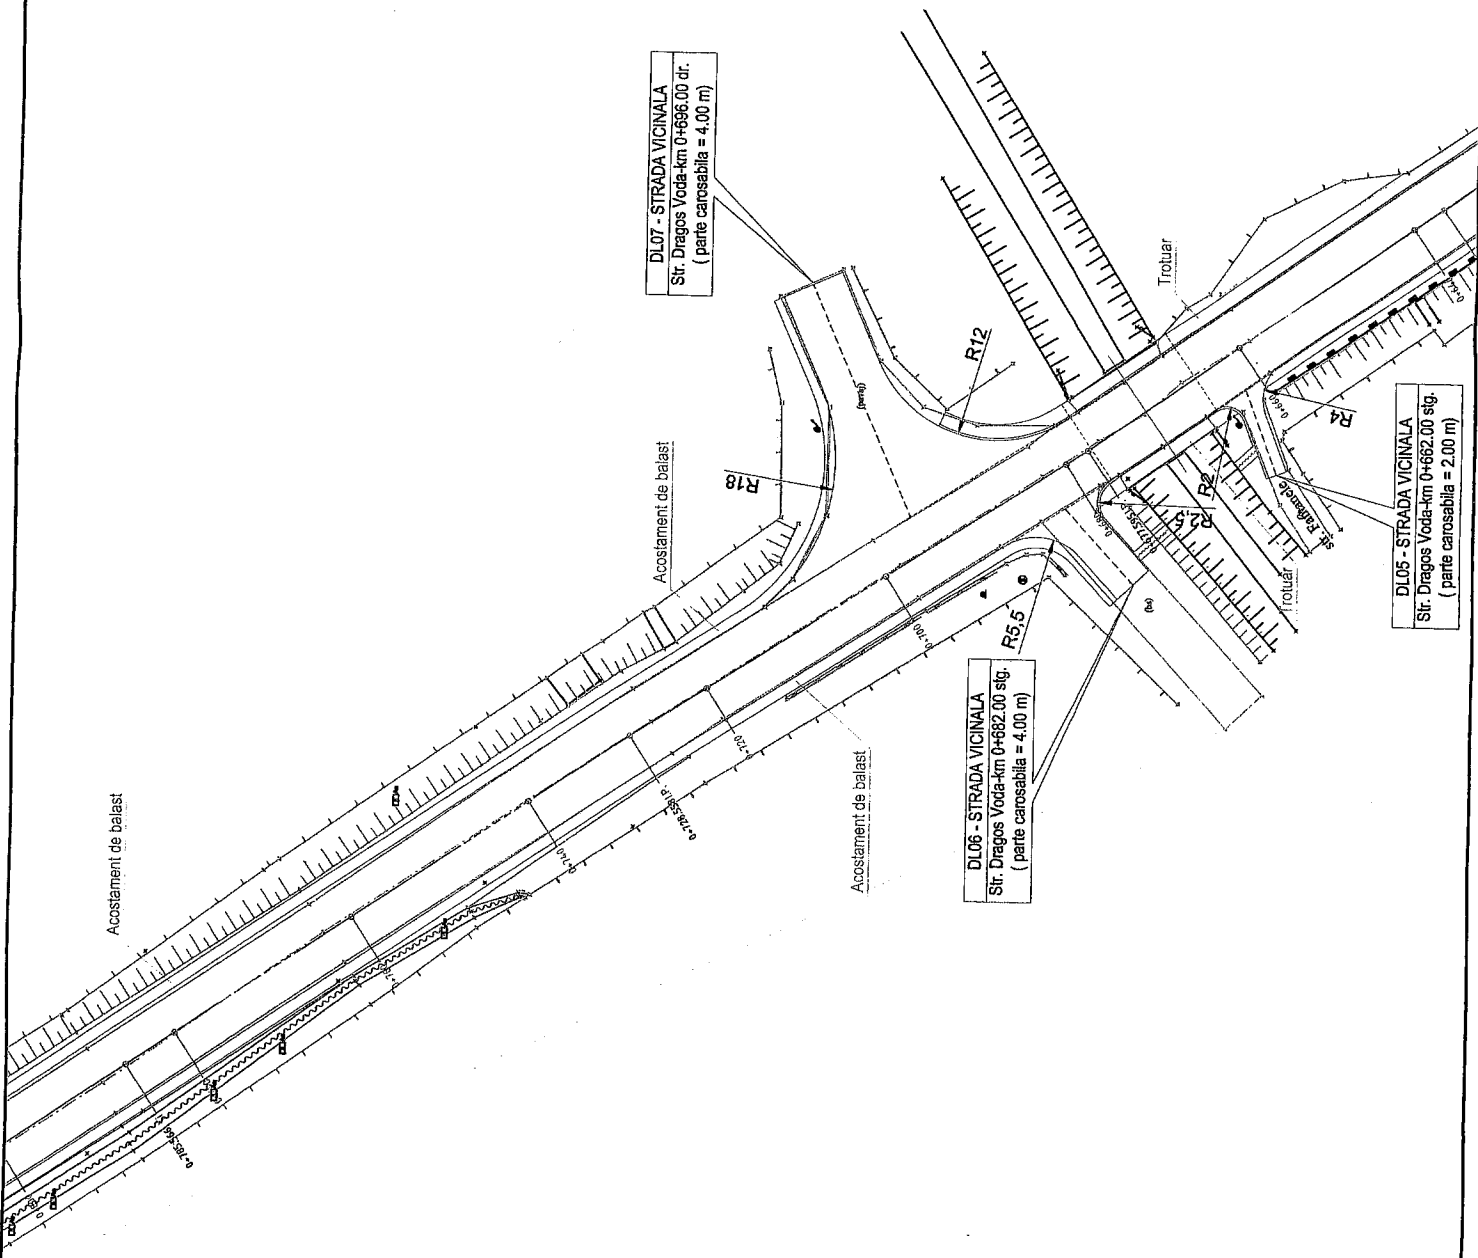 DL07 - STRADA VICINALA
Str. Dragos Voda-km 0+696.00 dr.
( parte carosabila = 4.00 m)
Trotuar
R12
Acostament de balast
R18
R4
R2
R2,5
DL05 - STRADA VICINALA
Str. Dragos Voda-km 0+662.00 stg.
( parte carosabila = 2.00 m)
Trotuar
0+660
0+700
R5,5
DL06 - STRADA VICINALA
Str. Dragos Voda-km 0+682.00 stg.
( parte carosabila = 4.00 m)
0+720
Acostament de balast
0+740
Acostament de balast